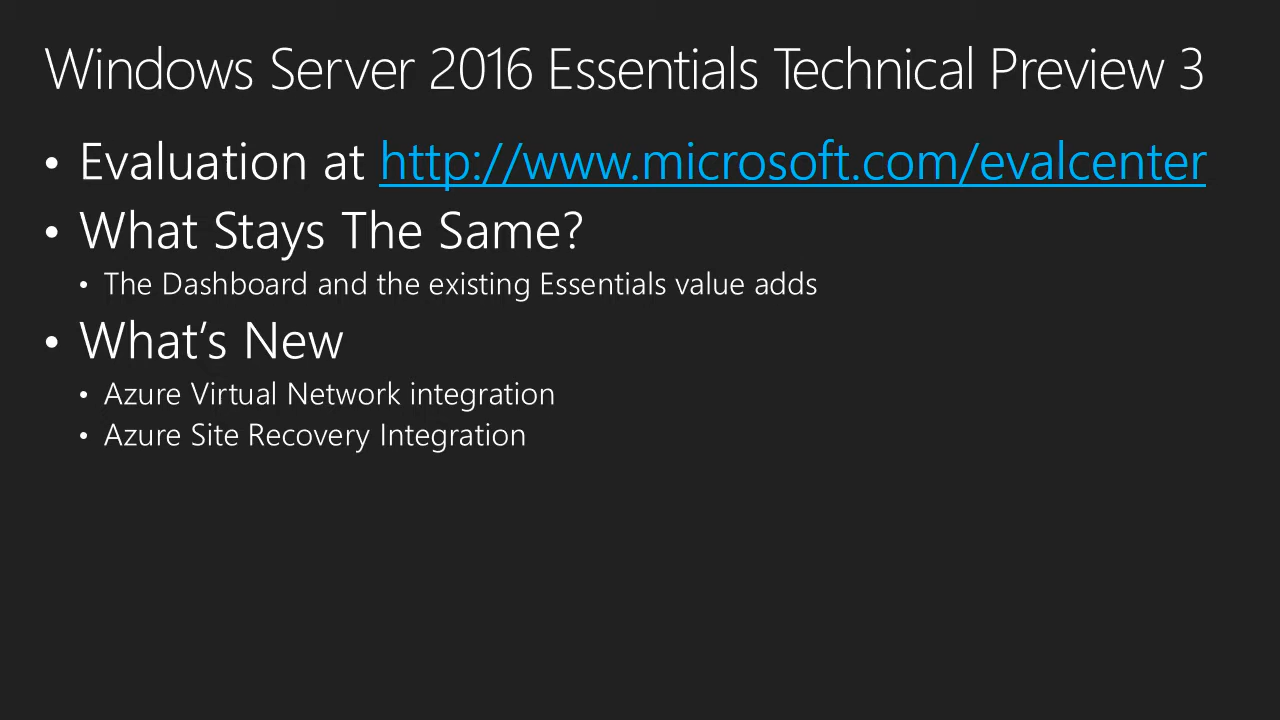 Windows Server 2016 Essentials Technical Preview 3
• Evaluation at http://www.microsoft.com/evalcenter
• What Stays The Same?
• The Dashboard and the existing Essentials value adds
• What’s New
• Azure Virtual Network integration
• Azure Site Recovery Integration